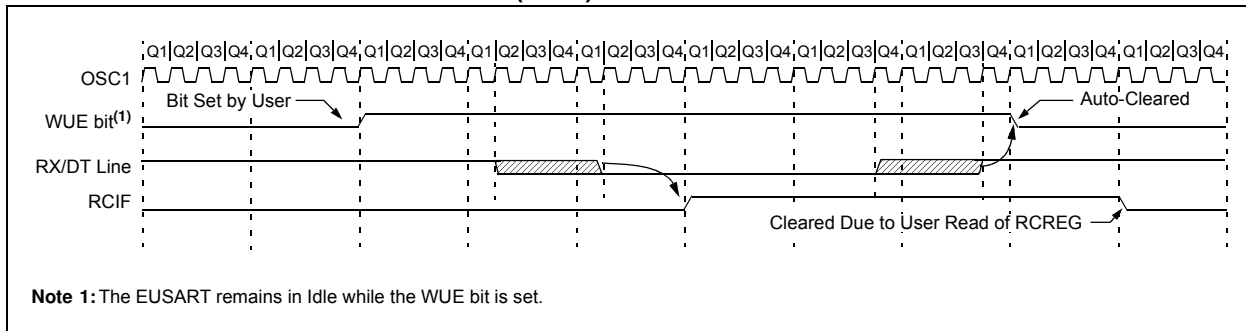 Q1 Q2 Q3 Q4 Q1 Q2 Q3 Q4 Q1 Q2 Q3 Q4 Q1 Q2 Q3 Q4 Q1 Q2 Q3 Q4 Q1 Q2 Q3 Q4 Q1 Q2 Q3 Q4 Q1 Q2 Q3 Q4 Q1 Q2 Q3 Q4 Q1 Q2 Q3 Q4
OSC1
Bit Set by User
Auto-Cleared
WUE bit(1)
RX/DT Line
RCIF
Cleared Due to User Read of RCREG
Note 1: The EUSART remains in Idle while the WUE bit is set.